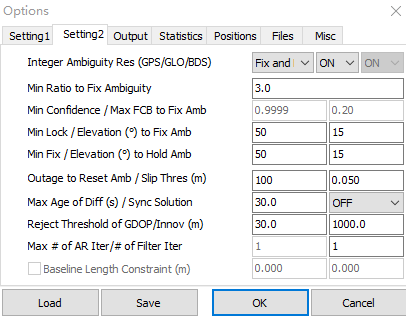 Options
Setting1 Setting2 Output Statistics Positions Files Misc
Integer Ambiguity Res (GPS/GLO/BDS) Fix and ON ON
Min Ratio to Fix Ambiguity 3.0
Min Confidence / Max FCB to Fix Amb 0.9999 0.20
Min Lock / Elevation (°) to Fix Amb 50 15
Min Fix / Elevation (°) to Hold Amb 50 15
Outage to Reset Amb / Slip Thres (m) 100 0.050
Max Age of Diff (s) / Sync Solution 30.0 OFF
Reject Threshold of GDOP/Innov (m) 30.0 1000.0
Max # of AR Iter/# of Filter Iter 1 1
Baseline Length Constraint (m) 0.000 0.000
Load Save OK Cancel